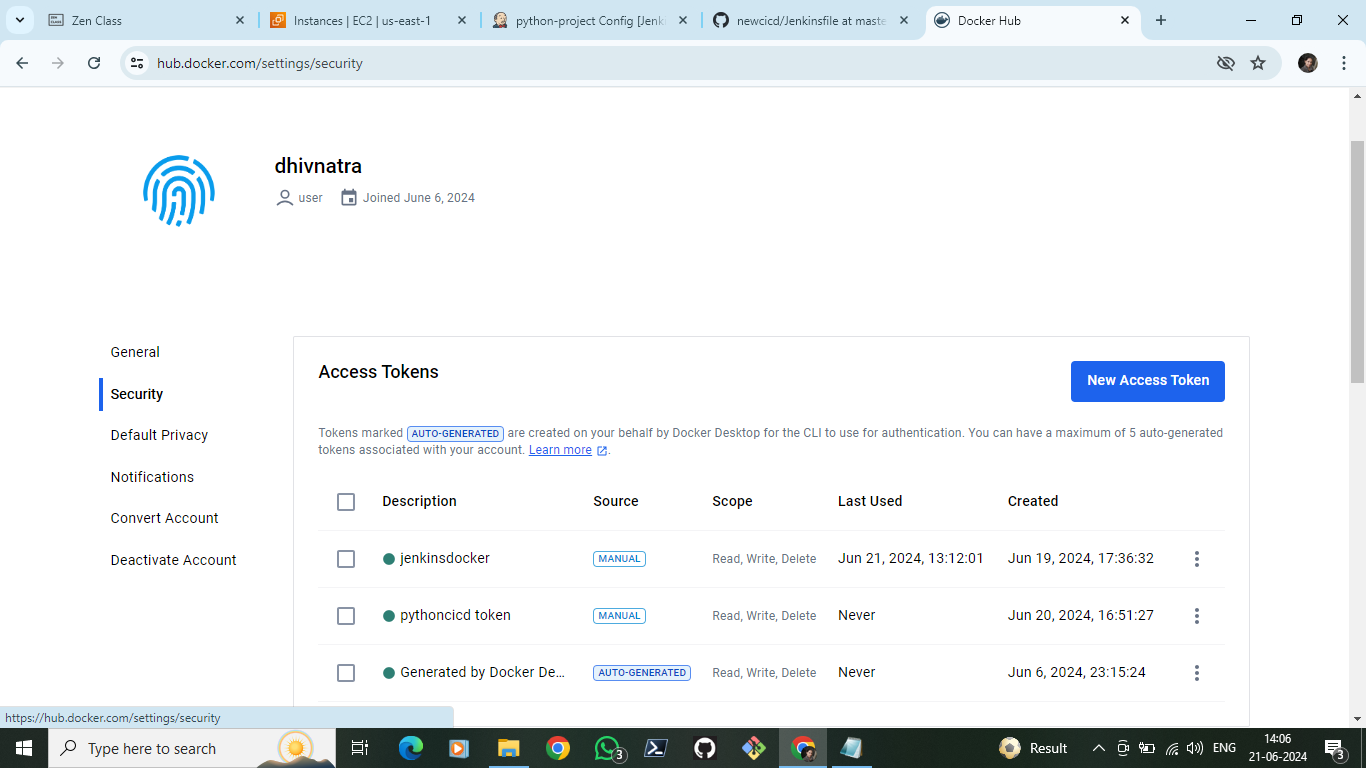 Zen Class
Instances | EC2 | us-east-1
python-project Config [Jenki
newcicd/Jenkinsfile at maste
Docker Hub
hub.docker.com/settings/security
dhivnatra
user
Joined June 6, 2024
General
Security
Default Privacy
Notifications
Convert Account
Deactivate Account
Access Tokens
New Access Token
Tokens marked AUTO-GENERATED are created on your behalf by Docker Desktop for the CLI to use for authentication. You can have a maximum of 5 auto-generated
tokens associated with your account. Learn more.
Description Source Scope Last Used Created
jenkinsdocker MANUAL Read, Write, Delete Jun 21, 2024, 13:12:01 Jun 19, 2024, 17:36:32
pythoncicd token MANUAL Read, Write, Delete Never Jun 20, 2024, 16:51:27
Generated by Docker De... AUTO-GENERATED Read, Write, Delete Never Jun 6, 2024, 23:15:24
https://hub.docker.com/settings/security
Type here to search
3
Result
ENG
14:06
21-06-2024
3